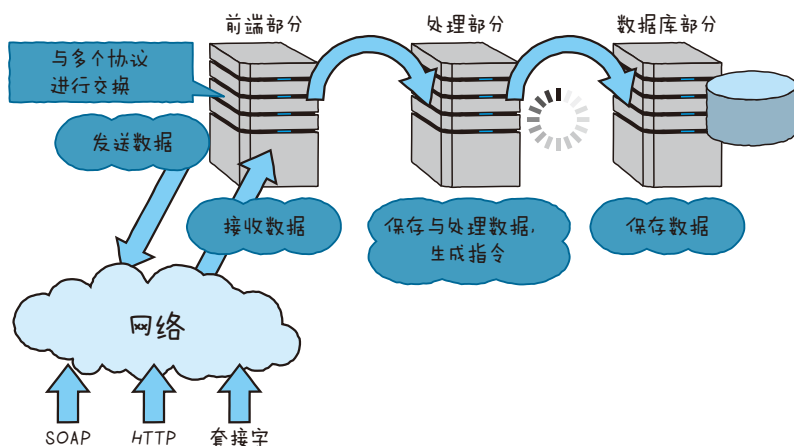 前端部分
处理部分
数据库部分
与多个协议
进行交换
发送数据
接收数据
保存与处理数据,
生成指令
保存数据
网络
SOAP
HTTP
套接字